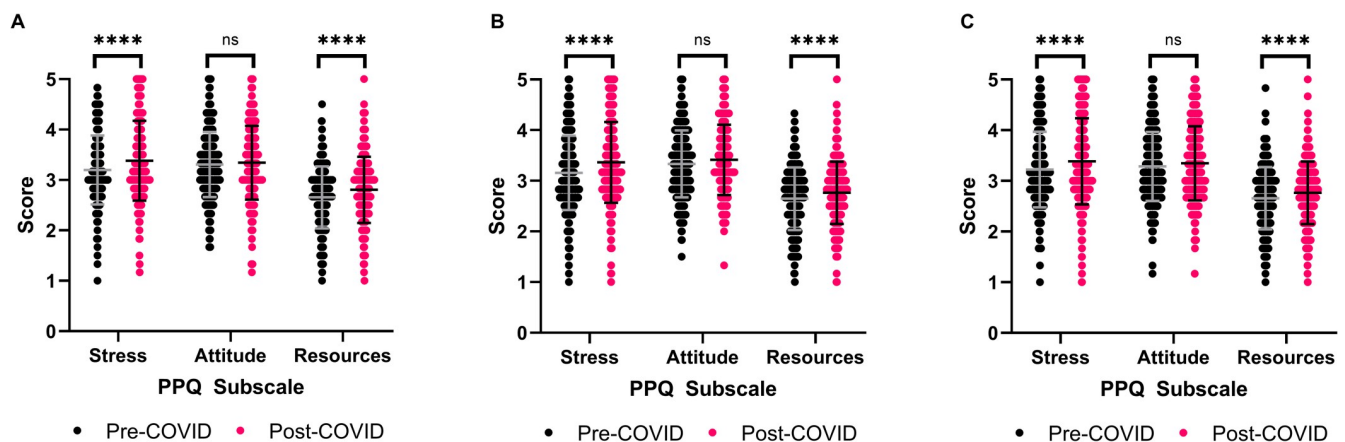 A
**** ns ****
Score
5
4
3
2
1
0
Stress Attitude Resources
PPQ Subscale
Pre-COVID Post-COVID
B
**** ns ****
Score
5
4
3
2
1
0
Stress Attitude Resources
PPQ Subscale
Pre-COVID Post-COVID
C
**** ns ****
Score
5
4
3
2
1
0
Stress Attitude Resources
PPQ Subscale
Pre-COVID Post-COVID